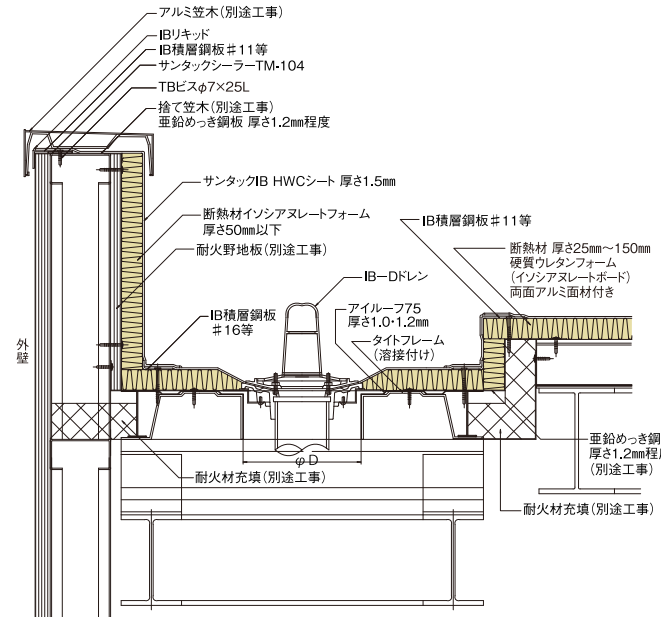 アルミ笠木(別途工事)
IBリキッド
IB積層鋼板♯11等
サンタックシーラーTM-104
TBビスφ7×25L
捨て笠木(別途工事)
亜鉛めっき鋼板 厚さ1.2mm程度
サンタックIB HWCシート 厚さ1.5mm
断熱材イソシアヌレートフォーム
厚さ50mm以下
耐火野地板(別途工事)
IB積層鋼板♯11等
断熱材 厚さ25mm〜150mm
硬質ウレタンフォーム
(イソシアヌレートボード)
両面アルミ面材付き
IB−Dドレン
アイルーフ75
厚さ1.0・1.2mm
タイトフレーム
(溶接付け)
IB積層鋼板
♯16等
外壁
φD
耐火材充填(別途工事)
亜鉛めっき鋼
厚さ1.2mm程
(別途工事)
耐火材充填(別途工事)